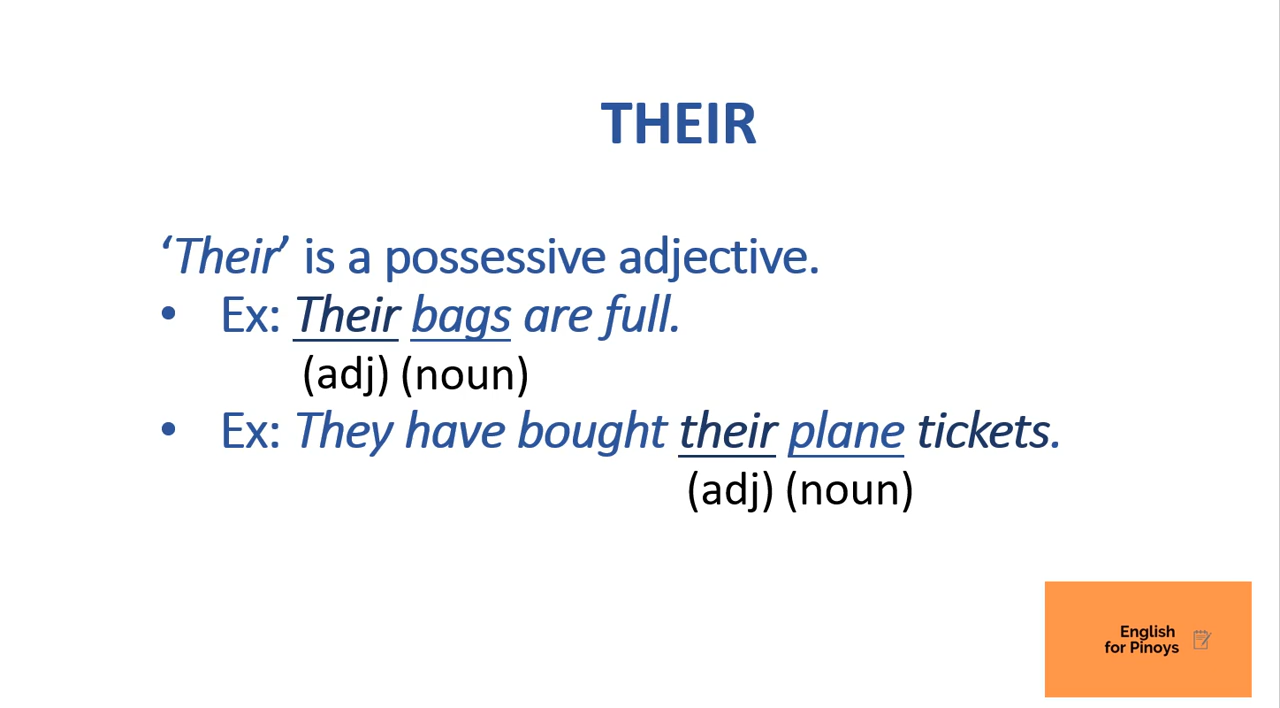 THEIR
‘Their’ is a possessive adjective.
• Ex: Their bags are full.
(adj) (noun)
• Ex: They have bought their plane tickets.
(adj) (noun)
English
for Pinoys